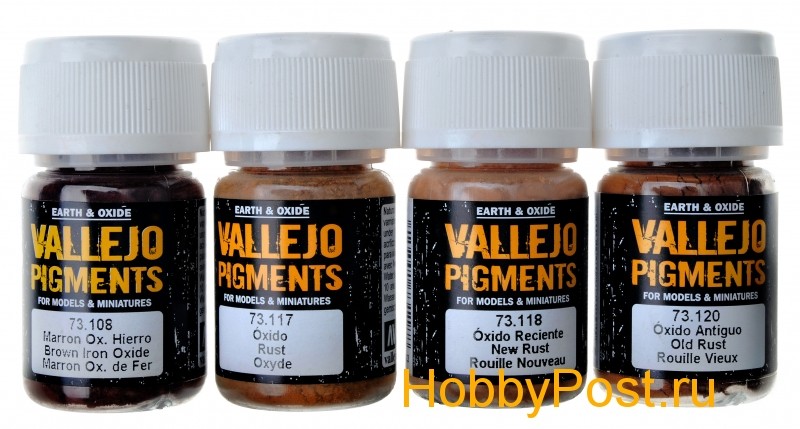 EARTH & OXIDE
VALLEJO
PIGMENTS
FOR MODELS & MINIATURES
73.108
Marron Ox. Hierro
Brown Iron Oxide
Marron Ox. de Fer
EARTH & OXIDE
VALLEJO
PIGMENTS
FOR MODELS & MINIATURES
73.117
Óxido
Rust
Oxyde
EARTH & OXIDE
VALLEJO
PIGMENTS
FOR MODELS & MINIATURES
73.118
Óxido Reciente
New Rust
Rouille Nouveau
EARTH & OXIDE
VALLEJO
PIGMENTS
FOR MODELS & MINIATURES
73.120
Óxido Antiguo
Old Rust
Rouille Vieux
HobbyPost.ru